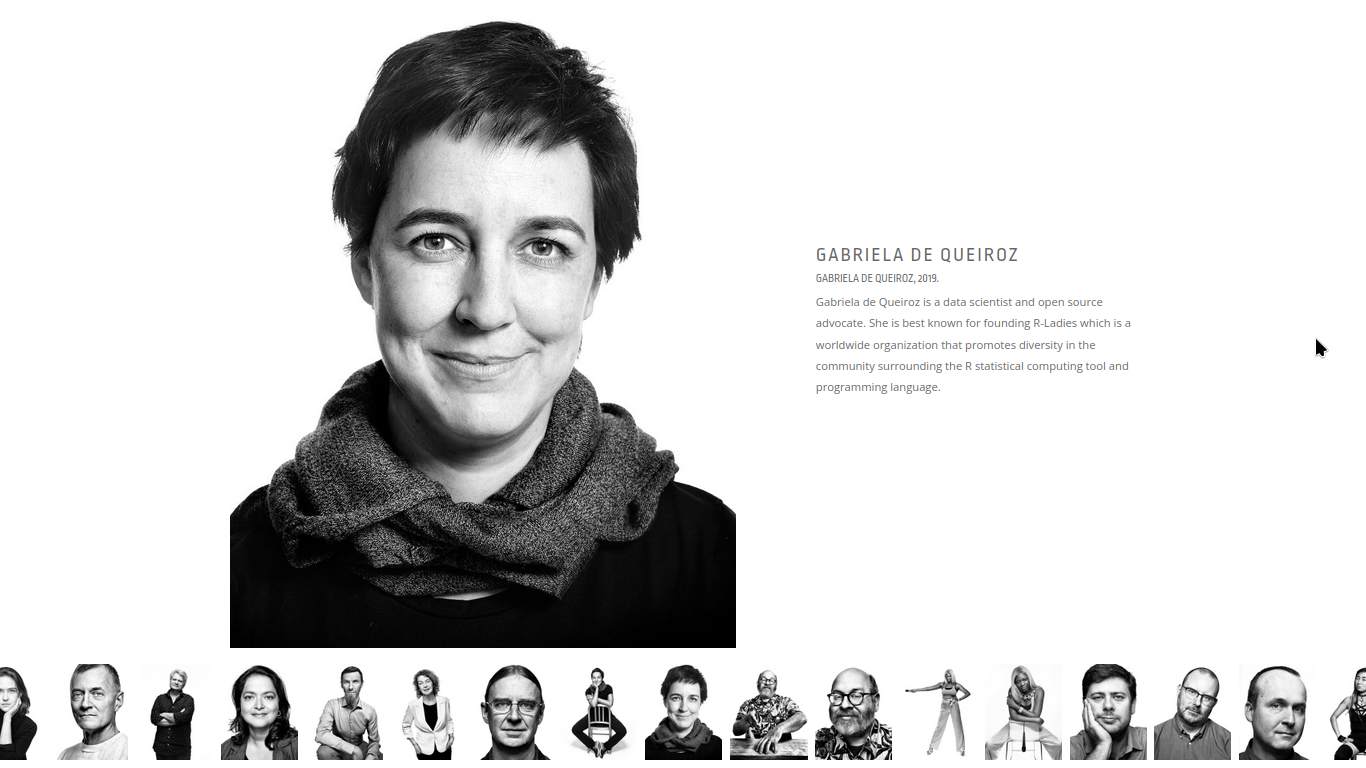 GABRIELA DE QUEIROZ
GABRIELA DE QUEIROZ, 2019.
Gabriela de Queiroz is a data scientist and open source
advocate. She is best known for founding R-Ladies which is a
worldwide organization that promotes diversity in the
community surrounding the R statistical computing tool and
programming language.